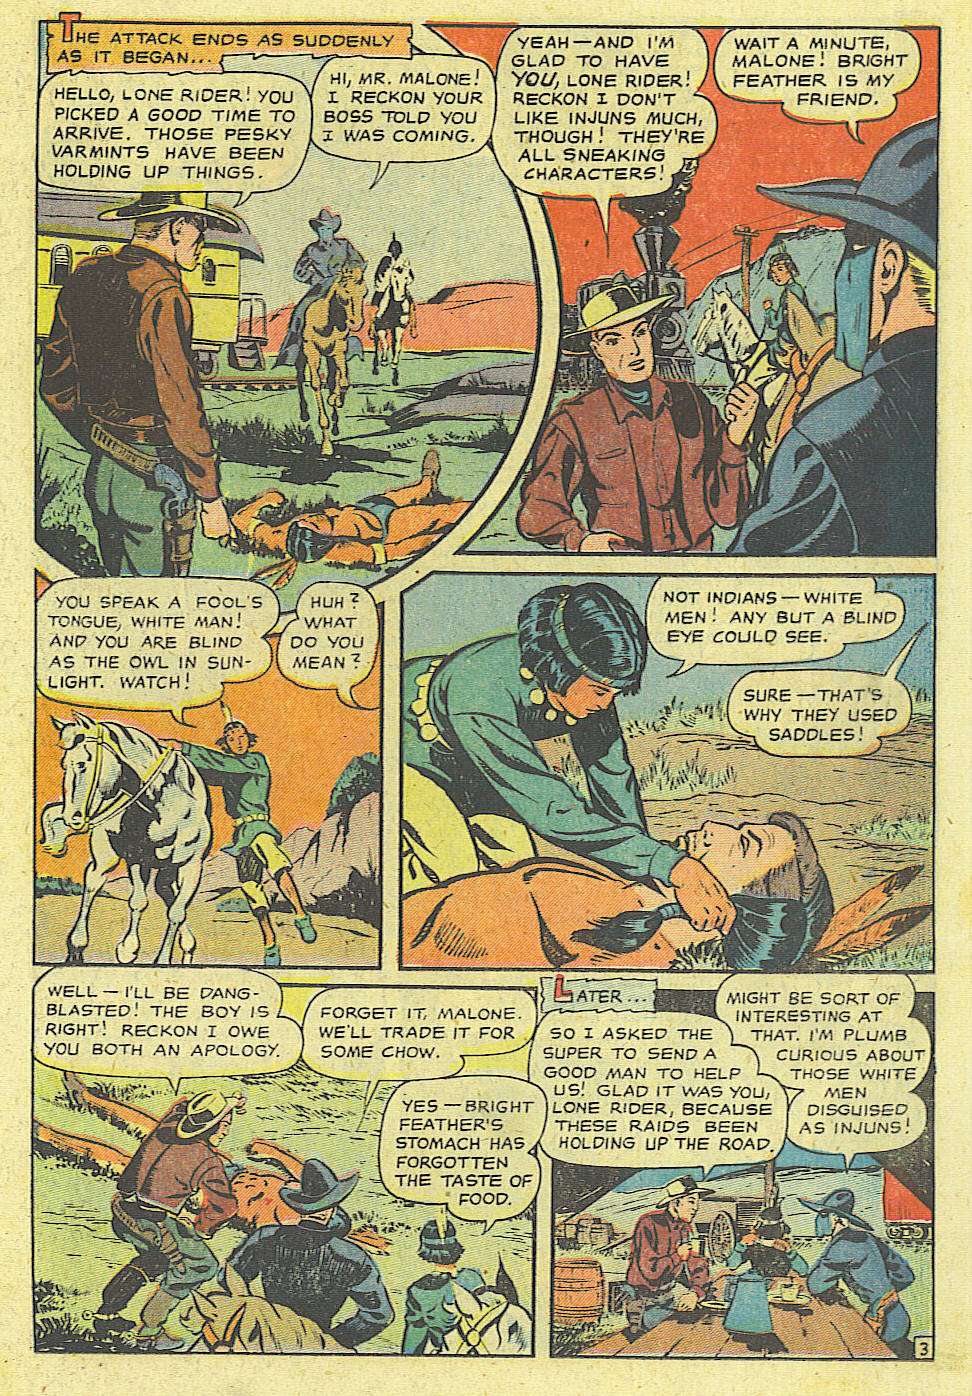 THE ATTACK ENDS AS SUDDENLY
AS IT BEGAN...
HELLO, LONE RIDER! YOU
PICKED A GOOD TIME TO
ARRIVE. THOSE PESKY
VARMINTS HAVE BEEN
HOLDING UP THINGS.
HI, MR. MALONE!
I RECKON YOUR
BOSS TOLD YOU
I WAS COMING.
YEAH—AND I'M
GLAD TO HAVE
YOU, LONE RIDER!
RECKON I DON'T
LIKE INJUNS MUCH,
THOUGH! THEY'RE
ALL SNEAKING
CHARACTERS!
WAIT A MINUTE,
MALONE! BRIGHT
FEATHER IS MY
FRIEND.
YOU SPEAK A FOOL'S
TONGUE, WHITE MAN!
AND YOU ARE BLIND
AS THE OWL IN SUN-
LIGHT. WATCH!
HUH?
WHAT
DO YOU
MEAN?
NOT INDIANS—WHITE
MEN! ANY BUT A BLIND
EYE COULD SEE.
SURE—THAT'S
WHY THEY USED
SADDLES!
WELL—I'LL BE DANG-
BLASTED! THE BOY IS
RIGHT! RECKON I OWE
YOU BOTH AN APOLOGY.
FORGET IT, MALONE.
WE'LL TRADE IT FOR
SOME CHOW.
YES—BRIGHT
FEATHER'S
STOMACH HAS
FORGOTTEN
THE TASTE OF
FOOD.
LATER...
SO I ASKED THE
SUPER TO SEND A
GOOD MAN TO HELP
US! GLAD IT WAS YOU,
LONE RIDER, BECAUSE
THESE RAIDS BEEN
HOLDING UP THE ROAD.
MIGHT BE SORT OF
INTERESTING AT
THAT. I'M PLUMB
CURIOUS ABOUT
THOSE WHITE
MEN
DISGUISED
AS INJUNS!
3